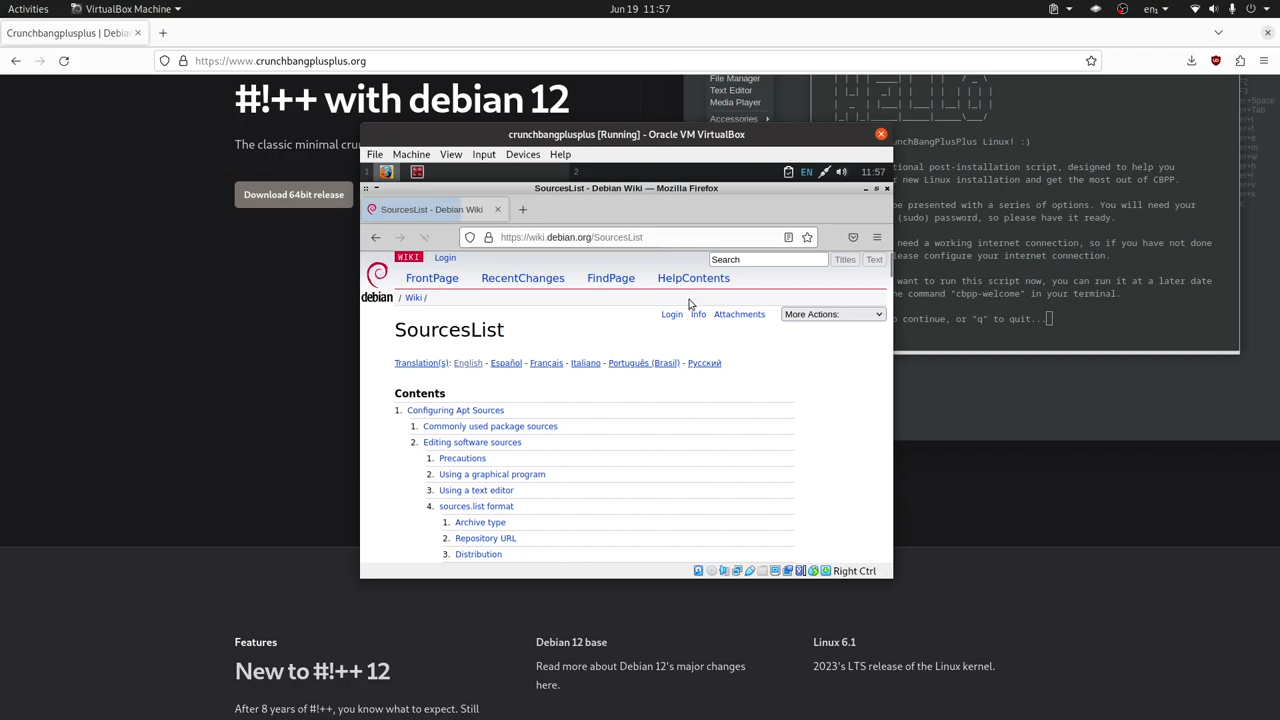 Activities
VirtualBox Machine
Jun 19 11:57
en1
Crunchbangplusplus | Debia
https://www.crunchbangplusplus.org
#!++ with debian 12
The classic minimal cru
Download 64bit release
File Manager
Text Editor
Media Player
Accessories
unchBangPlusPlus Linux! :)
ptional post-installation script, designed to help you
r new Linux installation and get the most out of CBPP.
be presented with a series of options. You will need your
(sudo) password, so please have it ready.
need a working internet connection, so if you have not done
lease configure your internet connection.
want to run this script now, you can run it at a later date
e command "cbpp-welcome" in your terminal.
o continue, or "q" to quit...
crunchbangplusplus [Running] - Oracle VM VirtualBox
File Machine View Input Devices Help
1
2
EN
11:57
SourcesList - Debian Wiki — Mozilla Firefox
SourcesList - Debian Wiki
https://wiki.debian.org/SourcesList
WIKI
Login
Search
Titles
Text
debian
FrontPage
RecentChanges
FindPage
HelpContents
/ Wiki /
Login
Info
Attachments
More Actions:
SourcesList
Translation(s): English - Español - Français - Italiano - Português (Brasil) - Русский
Contents
1. Configuring Apt Sources
1. Commonly used package sources
2. Editing software sources
1. Precautions
2. Using a graphical program
3. Using a text editor
4. sources.list format
1. Archive type
2. Repository URL
3. Distribution
Right Ctrl
Features
New to #!++ 12
After 8 years of #!++, you know what to expect. Still
Debian 12 base
Read more about Debian 12's major changes
here.
Linux 6.1
2023's LTS release of the Linux kernel.